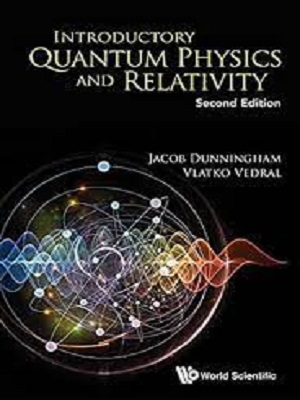 INTRODUCTORY
QUANTUM PHYSICS
AND RELATIVITY
Second Edition
JACOB DUNNINGHAM
VLATKO VEDRAL
World Scientific